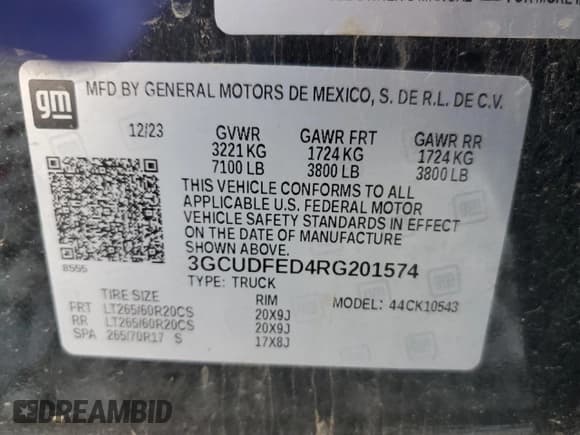 gm
MFD BY GENERAL MOTORS DE MEXICO, S. DE R.L. DE C.V.
12/23 GVWR GAWR FRT GAWR RR
3221 KG 1724 KG 1724 KG
7100 LB 3800 LB 3800 LB
THIS VEHICLE CONFORMS TO ALL
APPLICABLE U.S. FEDERAL MOTOR
VEHICLE SAFETY STANDARDS IN EFFECT
ON THE DATE OF MANUFACTURE
SHOWN ABOVE.
8555 3GCUDFED4RG201574
TYPE: TRUCK
TIRE SIZE RIM MODEL: 44CK10543
FRT LT265/60R20CS 20X9J
RR LT265/60R20CS 20X9J
SPA 265/70R17 S 17X8J
DREAMBID